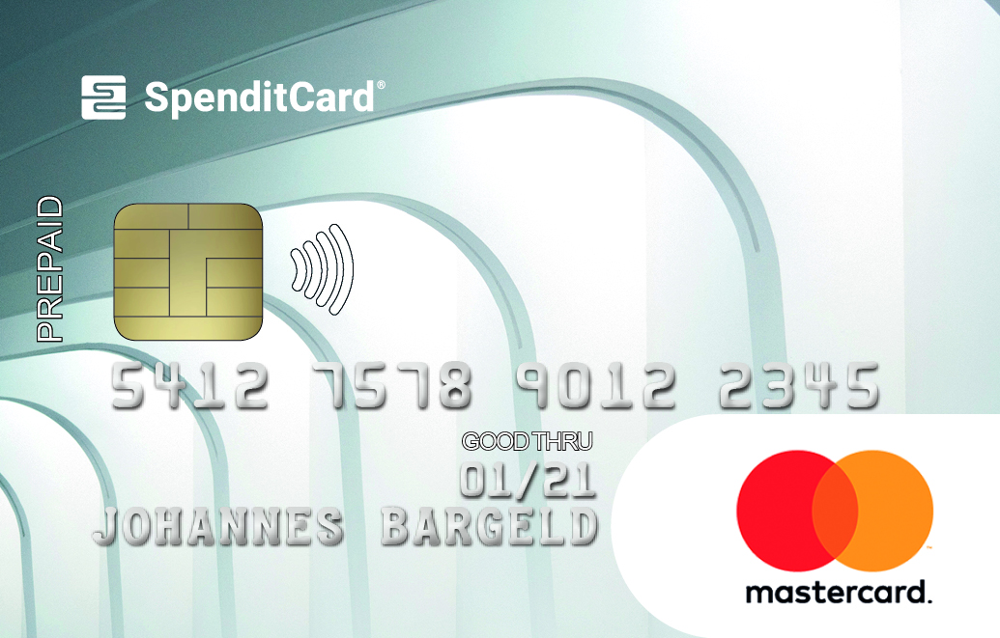 SpenditCard®
PREPAID
5412 7578 9012 2345
GOOD THRU
01/21
JOHANNES BARGELD
mastercard.